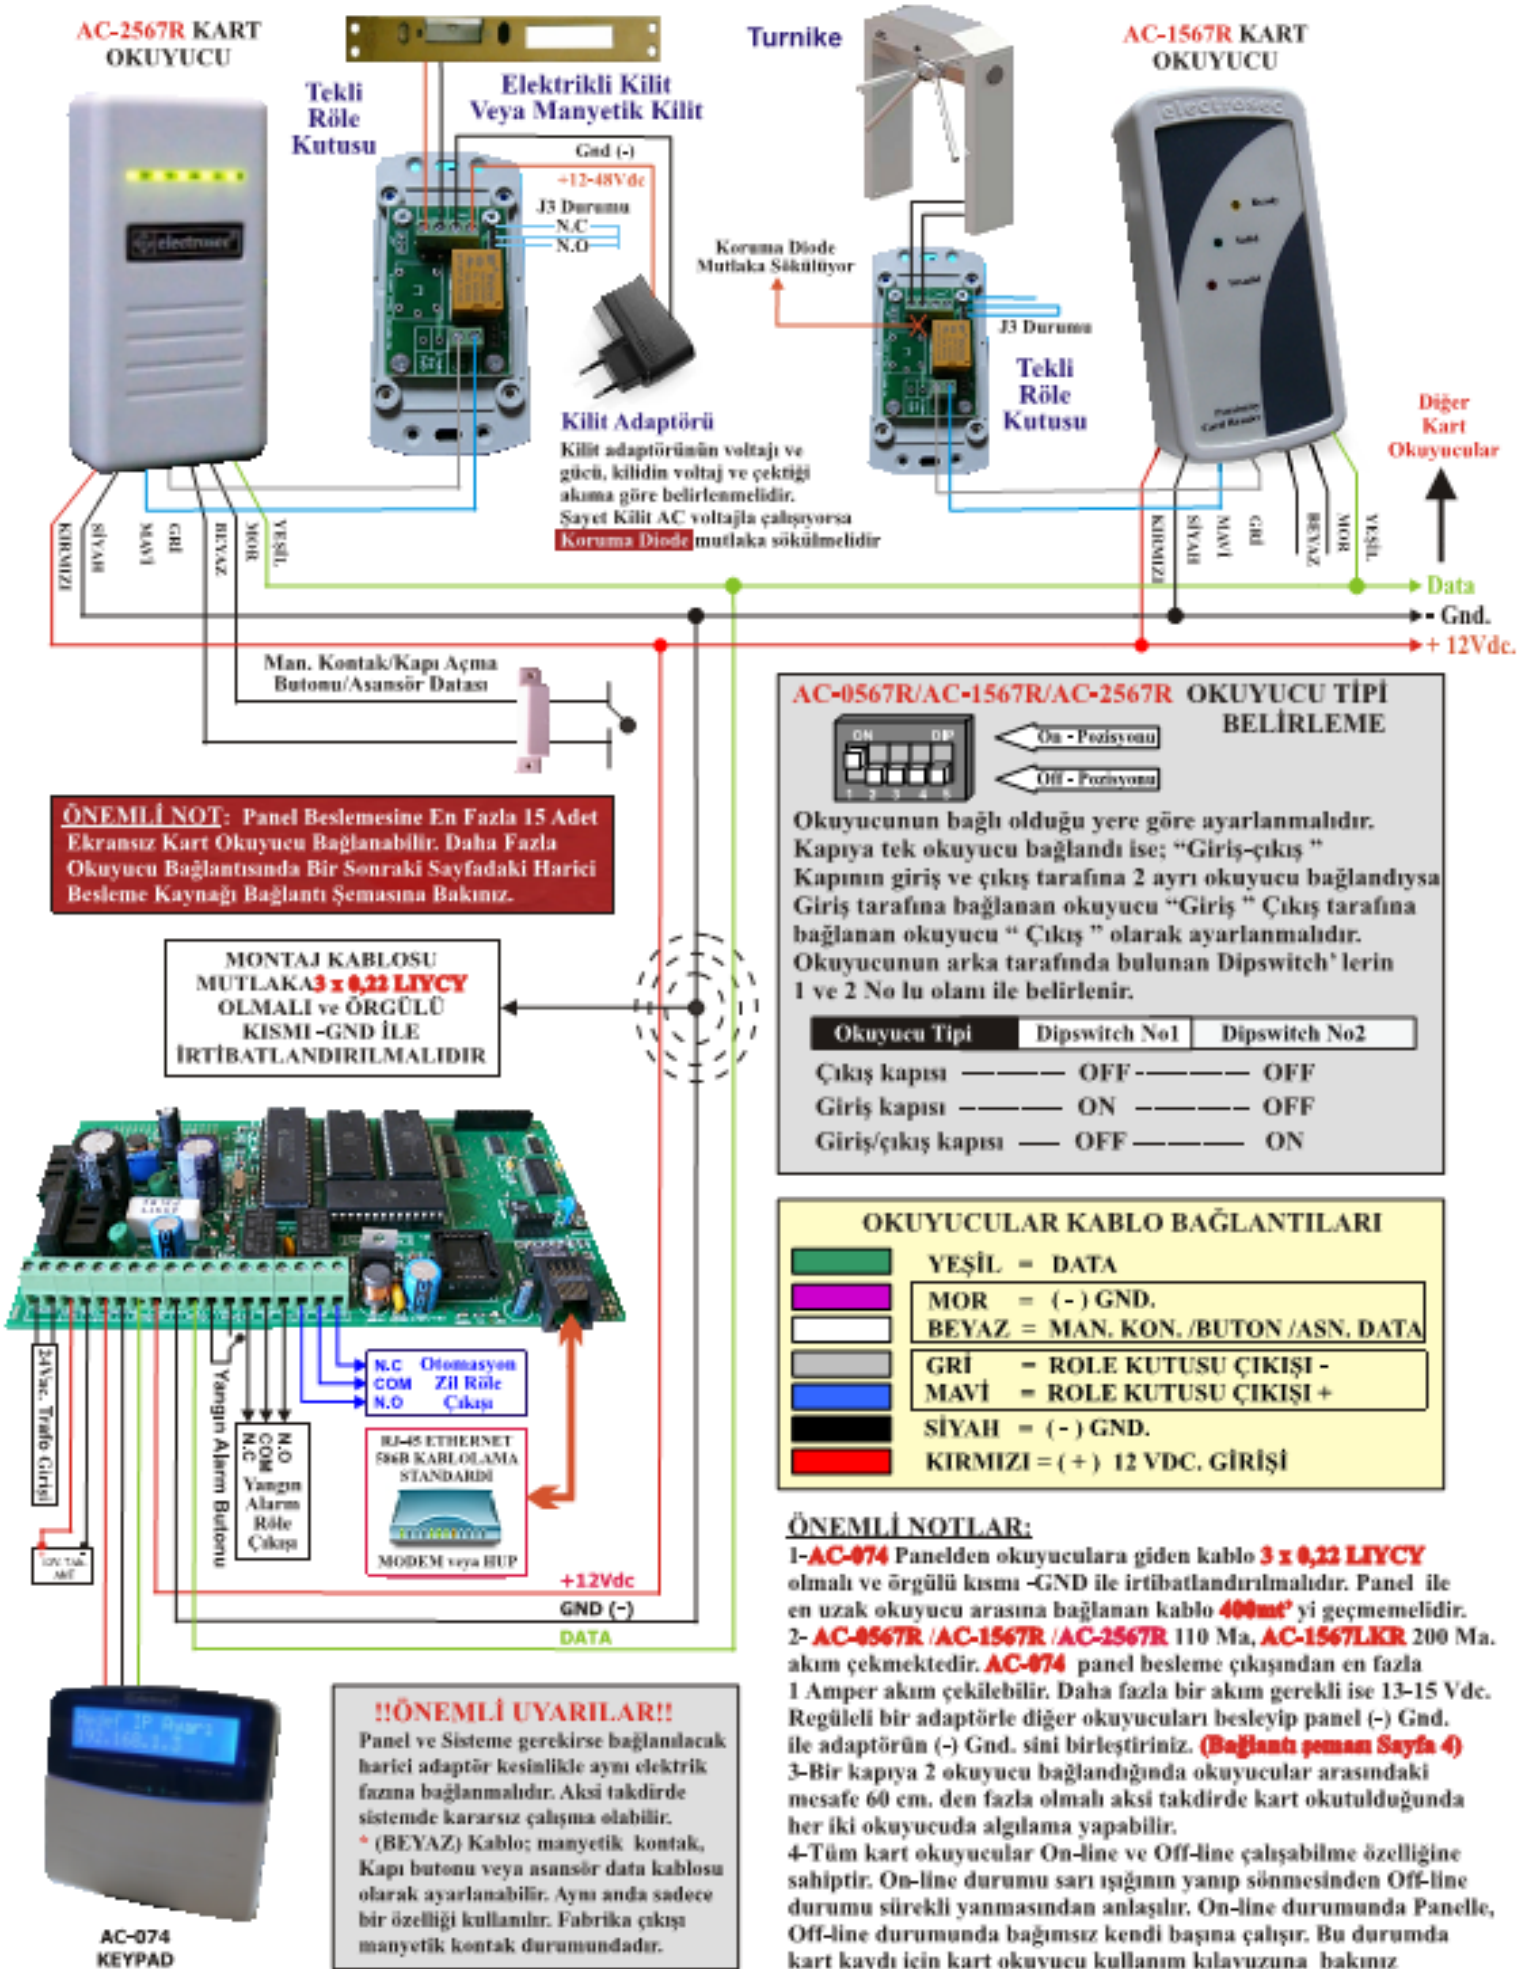 AC-2567R KART
OKUYUCU
Tekli
Röle
Kutusu
Elektrikli Kilit
Veya Manyetik Kilit
Gnd (-)
+12-48Vdc
J3 Durumu
N.C
N.O
electrosec
Kilit Adaptörü
Kilit adaptörünün voltajı ve
gücü, kilidin voltaj ve çektiği
akıma göre belirlenmelidir.
Şayet Kilit AC voltajla çalışıyorsa
Koruma Diode mutlaka sökülmelidir
Turnike
Koruma Diode
Mutlaka Sökülüyor
J3 Durumu
Tekli
Röle
Kutusu
AC-1567R KART
OKUYUCU
electrosec
Ready
Valid
Invalid
Proximity
Card Reader
Diğer
Kart
Okuyucular
KIRMIZI
SİYAH
MAVİ
GRİ
BEYAZ
MOR
YEŞİL
KIRMIZI
SİYAH
MAVİ
GRİ
BEYAZ
MOR
YEŞİL
Data
- Gnd.
+ 12Vdc.
Man. Kontak/Kapı Açma
Butonu/Asansör Datası
ÖNEMLİ NOT: Panel Beslemesine En Fazla 15 Adet
Ekransız Kart Okuyucu Bağlanabilir. Daha Fazla
Okuyucu Bağlantısında Bir Sonraki Sayfadaki Harici
Besleme Kaynağı Bağlantı Şemasına Bakınız.
MONTAJ KABLOSU
MUTLAKA 3 x 0,22 LIYCY
OLMALI ve ÖRGÜLÜ
KISMI -GND İLE
İRTİBATLANDIRILMALIDIR
AC-0567R/AC-1567R/AC-2567R OKUYUCU TİPİ
BELİRLEME
ON DIP
1 2 3 4 5
On - Pozisyonu
Off - Pozisyonu
Okuyucunun bağlı olduğu yere göre ayarlanmalıdır.
Kapıya tek okuyucu bağlandı ise; “Giriş-çıkış ”
Kapının giriş ve çıkış tarafına 2 ayrı okuyucu bağlandıysa
Giriş tarafına bağlanan okuyucu “Giriş ” Çıkış tarafına
bağlanan okuyucu “ Çıkış ” olarak ayarlanmalıdır.
Okuyucunun arka tarafında bulunan Dipswitch’ lerin
1 ve 2 No lu olanı ile belirlenir.
Okuyucu Tipi Dipswitch No1 Dipswitch No2
Çıkış kapısı ——— OFF ——— OFF
Giriş kapısı ———— ON ———— OFF
Giriş/çıkış kapısı —— OFF ——— ON
OKUYUCULAR KABLO BAĞLANTILARI
YEŞİL = DATA
MOR = ( - ) GND.
BEYAZ = MAN. KON. /BUTON /ASN. DATA
GRİ = ROLE KUTUSU ÇIKIŞI -
MAVİ = ROLE KUTUSU ÇIKIŞI +
SİYAH = ( - ) GND.
KIRMIZI = ( + ) 12 VDC. GİRİŞİ
24Vac. Trafo Girişi
Yangın Alarm Butonu
N.C
COM
N.O
Yangın
Alarm
Röle
Çıkışı
N.C Otomasyon
COM Zil Röle
N.O Çıkışı
RJ-45 ETHERNET
586B KABLOLAMA
STANDARDI
MODEM veya HUP
+12Vdc
GND (-)
DATA
192.168.1.3
AC-074
KEYPAD
!!ÖNEMLİ UYARILAR!!
Panel ve Sisteme gerekirse bağlanılacak
harici adaptör kesinlikle aynı elektrik
fazına bağlanmalıdır. Aksi takdirde
sistemde kararsız çalışma olabilir.
* (BEYAZ) Kablo; manyetik kontak,
Kapı butonu veya asansör data kablosu
olarak ayarlanabilir. Aynı anda sadece
bir özelliği kullanılır. Fabrika çıkışı
manyetik kontak durumundadır.
ÖNEMLİ NOTLAR:
1-AC-074 Panelden okuyuculara giden kablo 3 x 0,22 LIYCY
olmalı ve örgülü kısmı -GND ile irtibatlandırılmalıdır. Panel ile
en uzak okuyucu arasına bağlanan kablo 400mt’ yi geçmemelidir.
2- AC-0567R /AC-1567R /AC-2567R 110 Ma, AC-1567LKR 200 Ma.
akım çekmektedir. AC-074 panel besleme çıkışından en fazla
1 Amper akım çekilebilir. Daha fazla bir akım gerekli ise 13-15 Vdc.
Regüleli bir adaptörle diğer okuyucuları besleyip panel (-) Gnd.
ile adaptörün (-) Gnd. sini birleştiriniz. (Bağlantı şeması Sayfa 4)
3-Bir kapıya 2 okuyucu bağlandığında okuyucular arasındaki
mesafe 60 cm. den fazla olmalı aksi takdirde kart okutulduğunda
her iki okuyucuda algılama yapabilir.
4-Tüm kart okuyucular On-line ve Off-line çalışabilme özelliğine
sahiptir. On-line durumu sarı ışığının yanıp sönmesinden Off-line
durumu sürekli yanmasından anlaşılır. On-line durumunda Panelle,
Off-line durumunda bağımsız kendi başına çalışır. Bu durumda
kart kaydı için kart okuyucu kullanım kılavuzuna bakınız